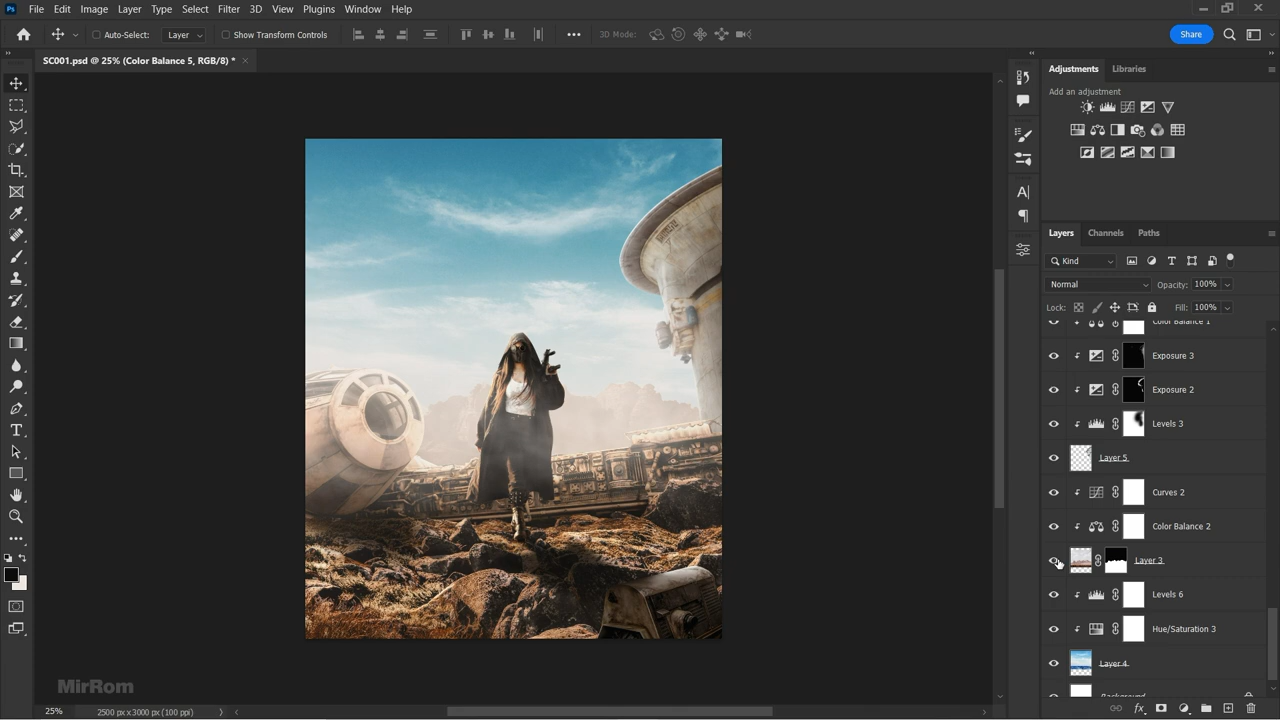 Ps File Edit Image Layer Type Select Filter 3D View Plugins Window Help
Auto-Select: Layer Show Transform Controls 3D Mode: Share
SC001.psd @ 25% (Color Balance 5, RGB/8) *
Adjustments Libraries
Add an adjustment
Layers Channels Paths
Kind
Normal Opacity: 100%
Lock: Fill: 100%
Color Balance 1
Exposure 3
Exposure 2
Levels 3
Layer 5
Curves 2
Color Balance 2
Layer 3
Levels 6
Hue/Saturation 3
Layer 4
Background
MirRom
25% 2500 px x 3000 px (100 ppi)